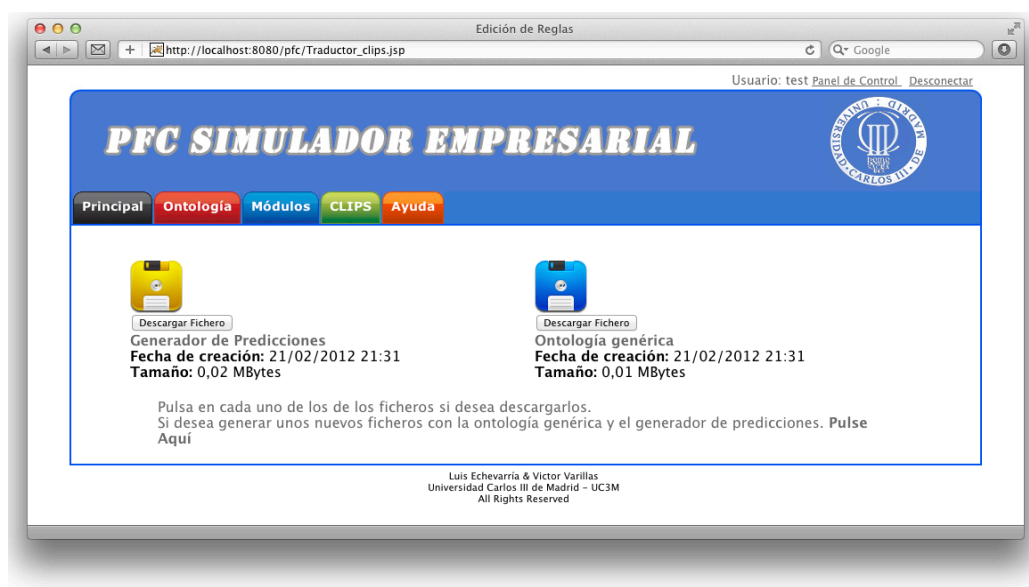 Edición de Reglas
http://localhost:8080/pfc/Traductor_clips.jsp
Google
Usuario: test Panel de Control Desconectar
PFC SIMULADOR EMPRESARIAL
UNIVERSIDAD · CARLOS III · DE MADRID
Principal Ontología Módulos CLIPS Ayuda
Descargar Fichero
Generador de Predicciones
Fecha de creación: 21/02/2012 21:31
Tamaño: 0,02 MBytes
Descargar Fichero
Ontología genérica
Fecha de creación: 21/02/2012 21:31
Tamaño: 0,01 MBytes
Pulsa en cada uno de los de los ficheros si desea descargarlos.
Si desea generar unos nuevos ficheros con la ontología genérica y el generador de predicciones. Pulse
Aquí
Luis Echevarría & Victor Varillas
Universidad Carlos III de Madrid - UC3M
All Rights Reserved